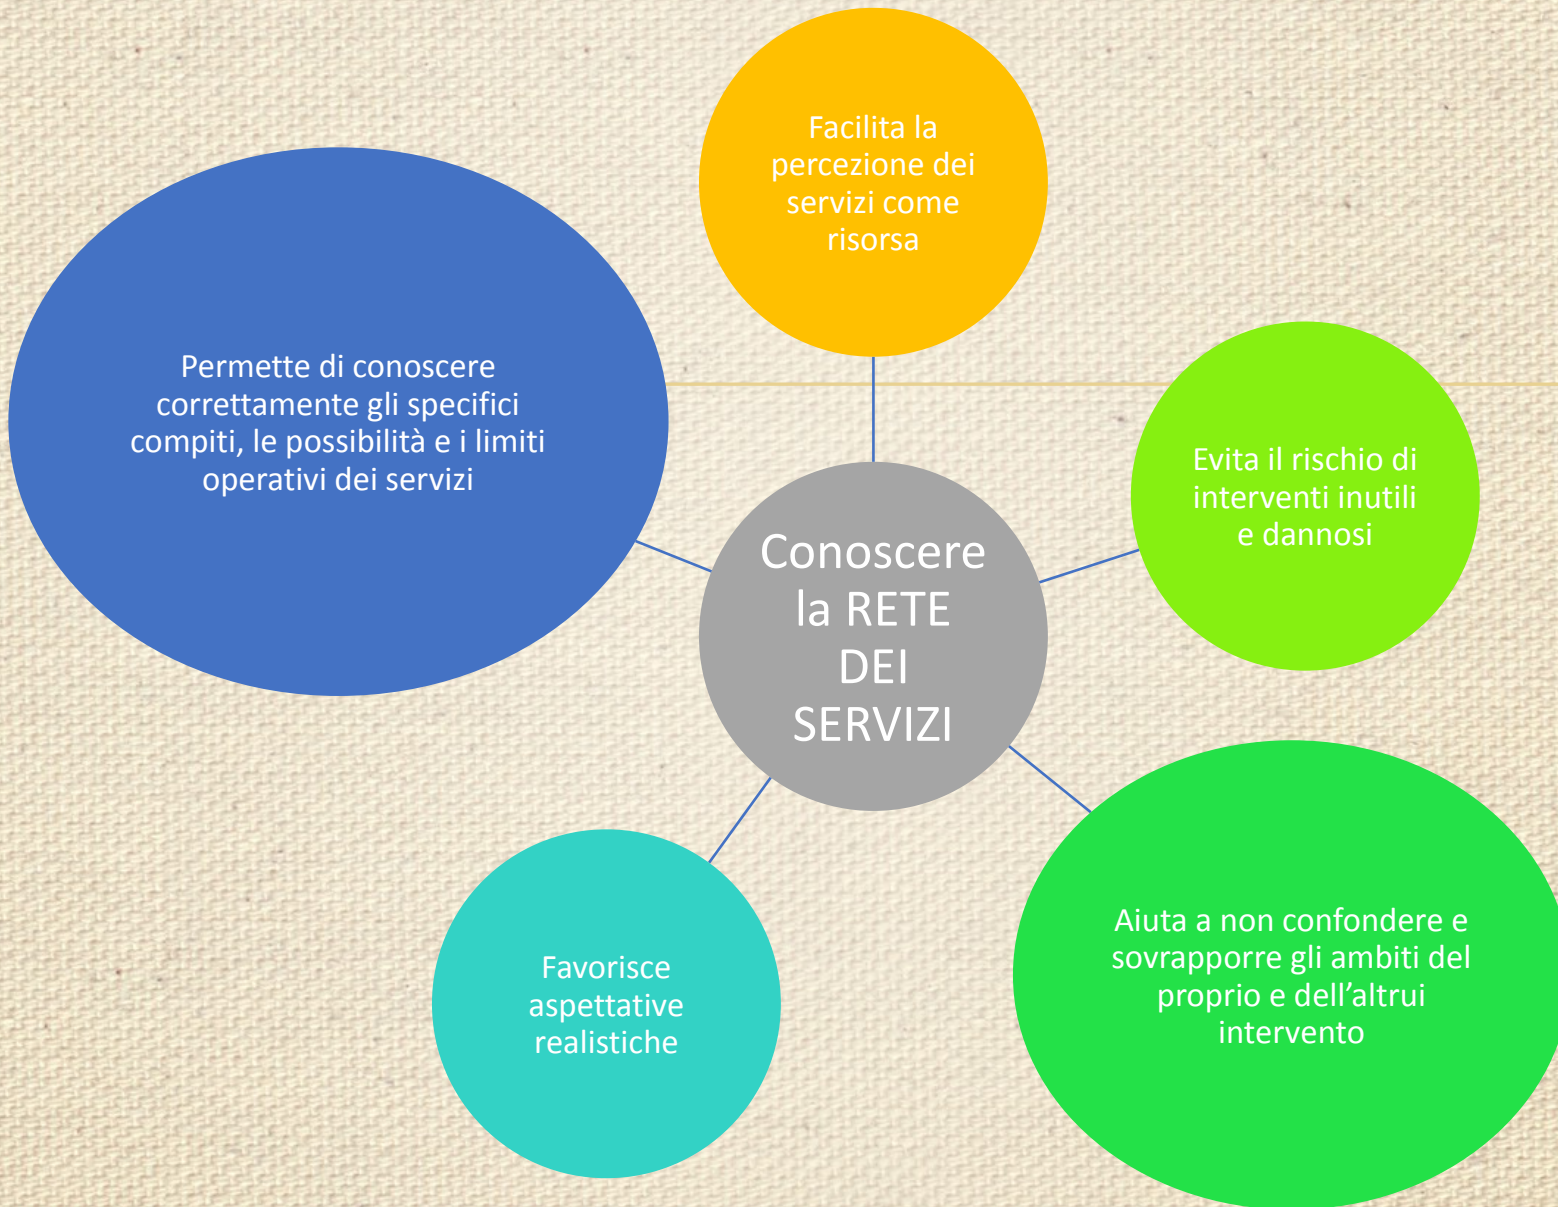 Facilita la
percezione dei
servizi come
risorsa
Permette di conoscere
correttamente gli specifici
compiti, le possibilità e i limiti
operativi dei servizi
Evita il rischio di
interventi inutili
e dannosi
Conoscere
la RETE
DEI
SERVIZI
Aiuta a non confondere e
sovrapporre gli ambiti del
proprio e dell’altrui
intervento
Favorisce
aspettative
realistiche